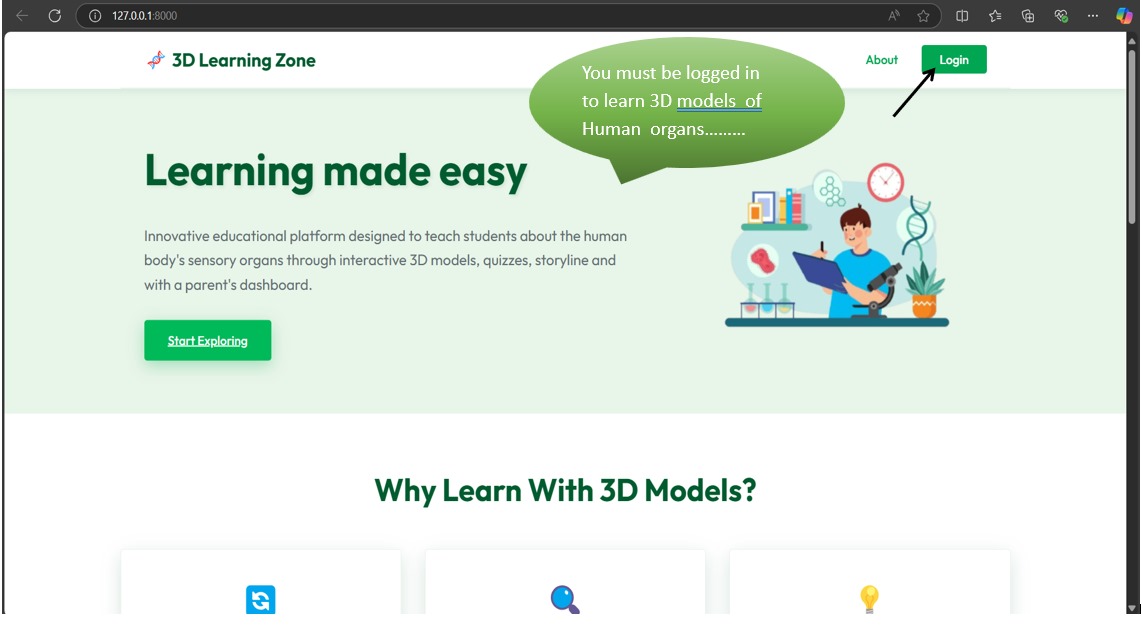 127.0.0.1:8000
3D Learning Zone
About
Login
You must be logged in
to learn 3D models of
Human organs.........
Learning made easy
Innovative educational platform designed to teach students about the human
body's sensory organs through interactive 3D models, quizzes, storyline and
with a parent's dashboard.
Start Exploring
Why Learn With 3D Models?